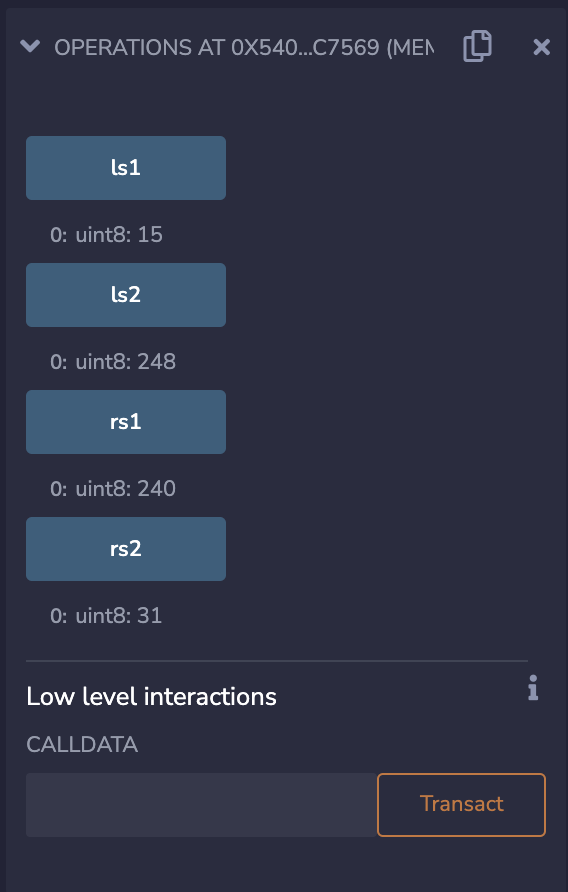 OPERATIONS AT 0X540...C7569 (MEM
ls1
0: uint8: 15
ls2
0: uint8: 248
rs1
0: uint8: 240
rs2
0: uint8: 31
Low level interactions
CALLDATA
Transact